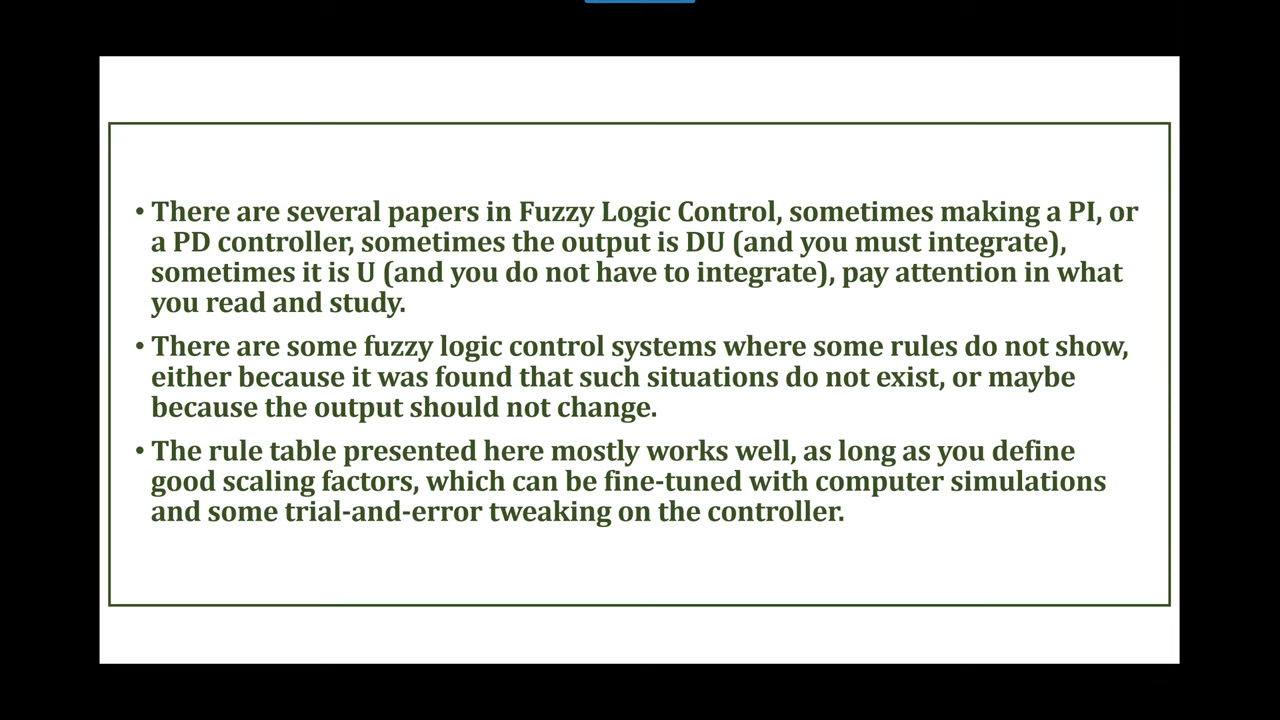 • There are several papers in Fuzzy Logic Control, sometimes making a PI, or
a PD controller, sometimes the output is DU (and you must integrate),
sometimes it is U (and you do not have to integrate), pay attention in what
you read and study.
• There are some fuzzy logic control systems where some rules do not show,
either because it was found that such situations do not exist, or maybe
because the output should not change.
• The rule table presented here mostly works well, as long as you define
good scaling factors, which can be fine-tuned with computer simulations
and some trial-and-error tweaking on the controller.